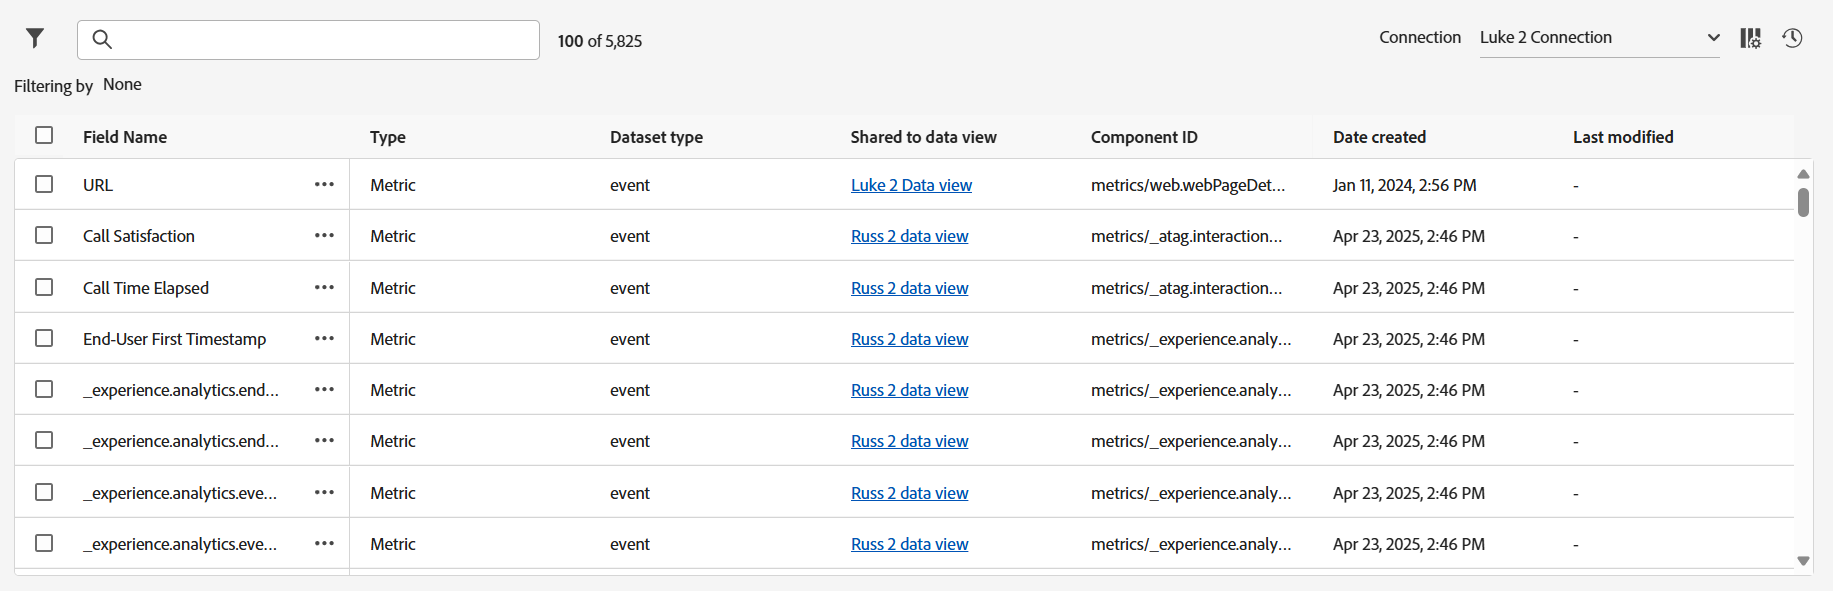 100 of 5,825 Connection Luke 2 Connection
Filtering by None
Field Name Type Dataset type Shared to data view Component ID Date created Last modified
URL ••• Metric event Luke 2 Data view metrics/web.webPageDet... Jan 11, 2024, 2:56 PM -
Call Satisfaction ••• Metric event Russ 2 data view metrics/_atag.interaction... Apr 23, 2025, 2:46 PM -
Call Time Elapsed ••• Metric event Russ 2 data view metrics/_atag.interaction... Apr 23, 2025, 2:46 PM -
End-User First Timestamp ••• Metric event Russ 2 data view metrics/_experience.analy... Apr 23, 2025, 2:46 PM -
_experience.analytics.end... ••• Metric event Russ 2 data view metrics/_experience.analy... Apr 23, 2025, 2:46 PM -
_experience.analytics.end... ••• Metric event Russ 2 data view metrics/_experience.analy... Apr 23, 2025, 2:46 PM -
_experience.analytics.eve... ••• Metric event Russ 2 data view metrics/_experience.analy... Apr 23, 2025, 2:46 PM -
_experience.analytics.eve... ••• Metric event Russ 2 data view metrics/_experience.analy... Apr 23, 2025, 2:46 PM -